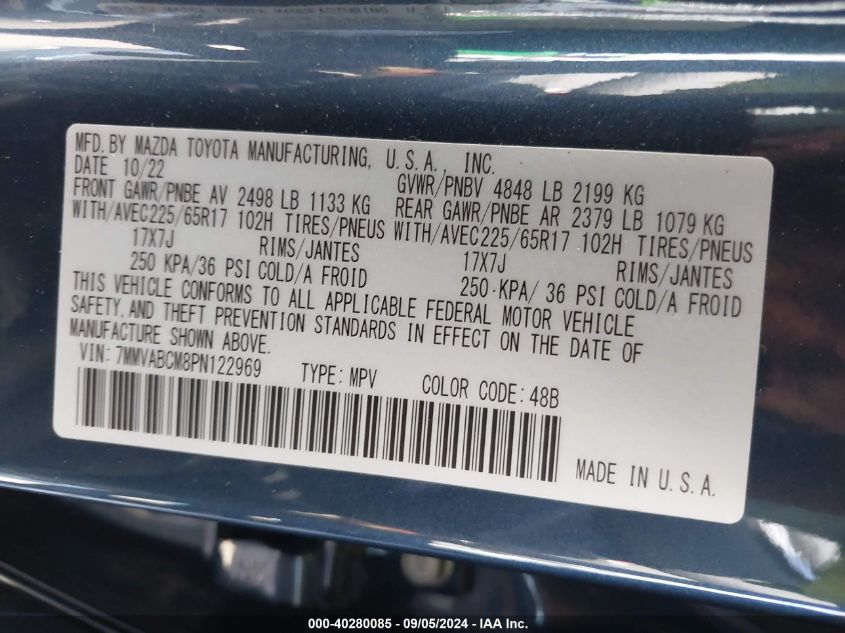 MFD. BY MAZDA TOYOTA MANUFACTURING, U.S.A., INC.
DATE 10/22 GVWR/PNBV 4848 LB 2199 KG
FRONT GAWR/PNBE AV 2498 LB 1133 KG REAR GAWR/PNBE AR 2379 LB 1079 KG
WITH/AVEC225/65R17 102H TIRES/PNEUS WITH/AVEC225/65R17 102H TIRES/PNEUS
17X7J RIMS/JANTES 17X7J RIMS/JANTES
250 KPA/36 PSI COLD/A FROID 250 KPA/ 36 PSI COLD/A FROID
THIS VEHICLE CONFORMS TO ALL APPLICABLE FEDERAL MOTOR VEHICLE
SAFETY, AND THEFT PREVENTION STANDARDS IN EFFECT ON THE DATE OF
MANUFACTURE SHOWN ABOVE.
VIN: 7MMVABCM8PN122969 TYPE: MPV COLOR CODE: 48B
MADE IN U.S.A.
000-40280085 - 09/05/2024 - IAA Inc.